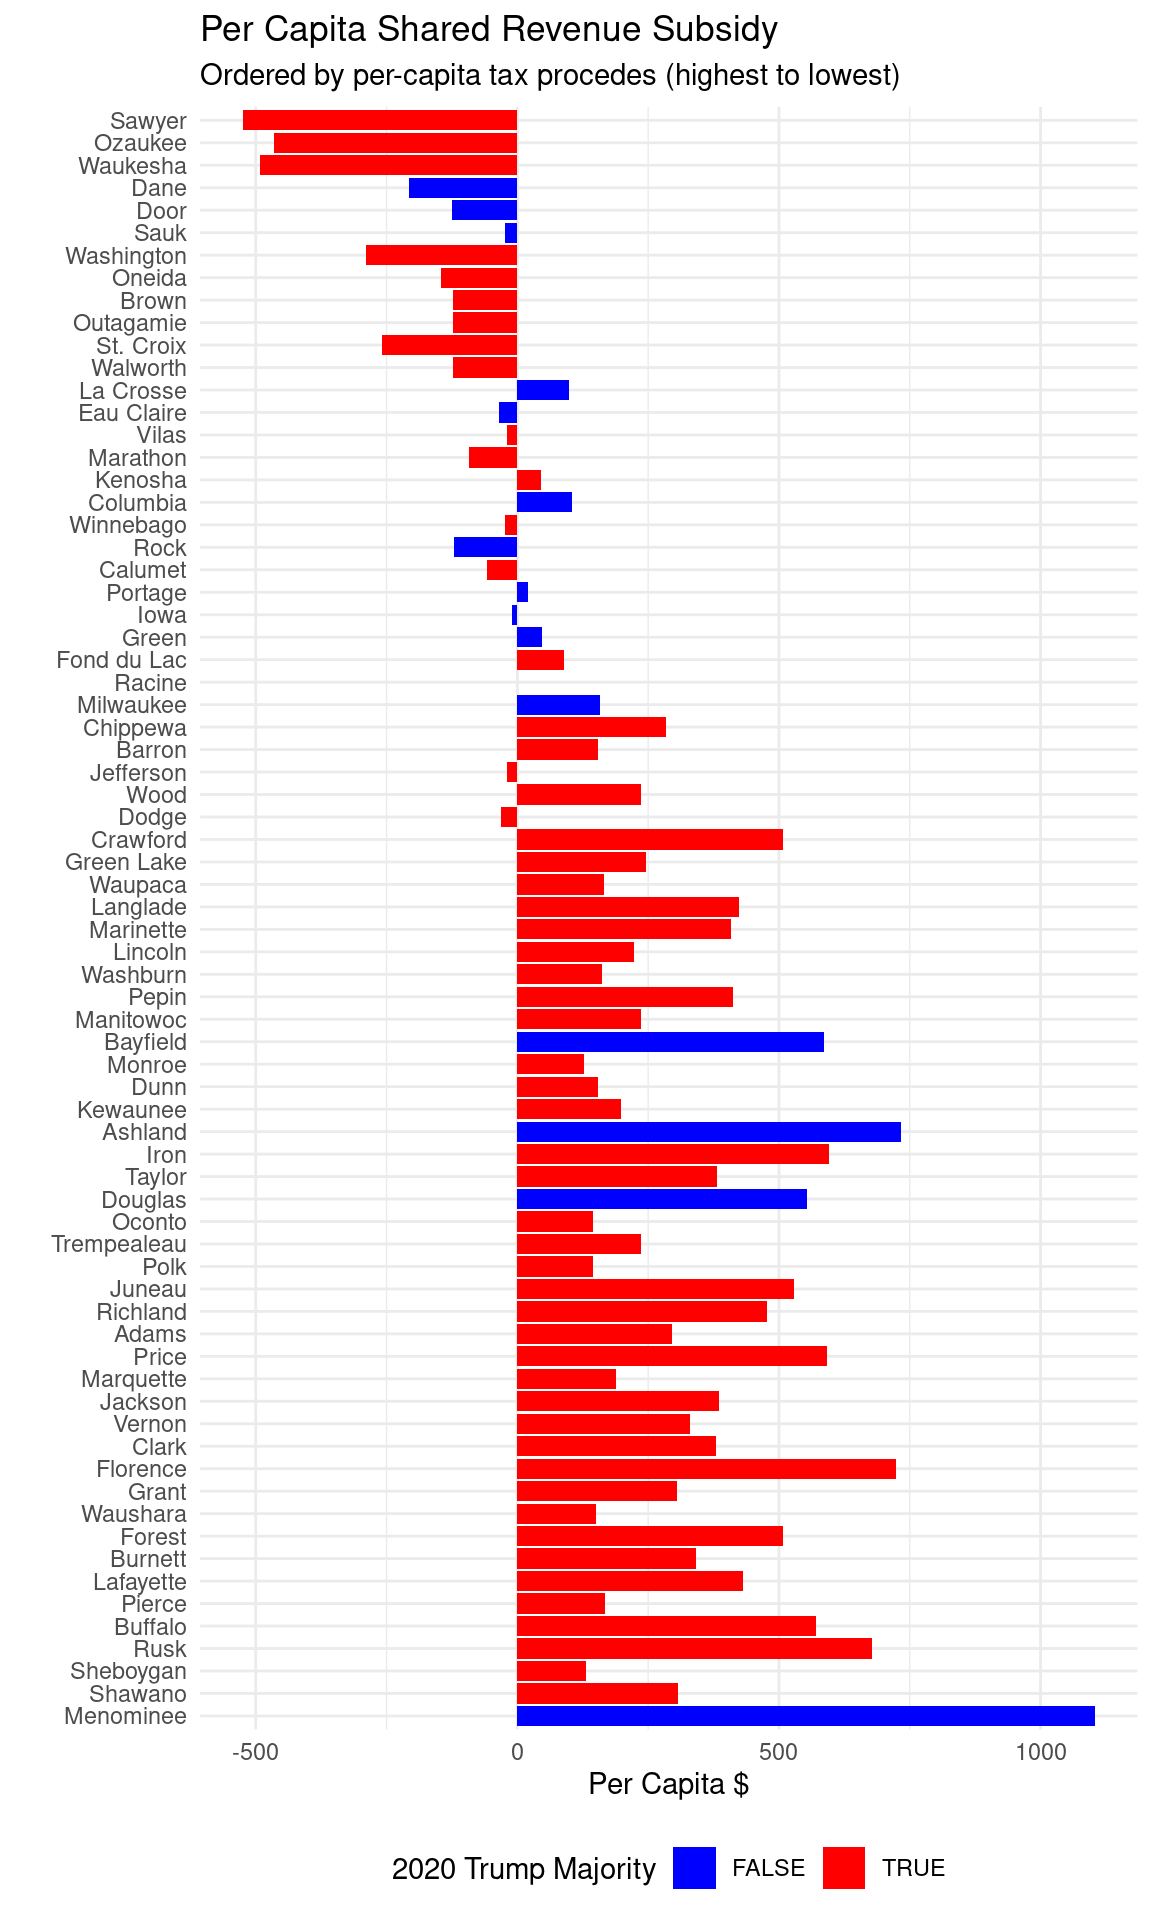 Per Capita Shared Revenue Subsidy
Ordered by per-capita tax procedes (highest to lowest)
Sawyer
Ozaukee
Waukesha
Dane
Door
Sauk
Washington
Oneida
Brown
Outagamie
St. Croix
Walworth
La Crosse
Eau Claire
Vilas
Marathon
Kenosha
Columbia
Winnebago
Rock
Calumet
Portage
Iowa
Green
Fond du Lac
Racine
Milwaukee
Chippewa
Barron
Jefferson
Wood
Dodge
Crawford
Green Lake
Waupaca
Langlade
Marinette
Lincoln
Washburn
Pepin
Manitowoc
Bayfield
Monroe
Dunn
Kewaunee
Ashland
Iron
Taylor
Douglas
Oconto
Trempealeau
Polk
Juneau
Richland
Adams
Price
Marquette
Jackson
Vernon
Clark
Florence
Grant
Waushara
Forest
Burnett
Lafayette
Pierce
Buffalo
Rusk
Sheboygan
Shawano
Menominee
-500 0 500 1000
Per Capita $
2020 Trump Majority FALSE TRUE